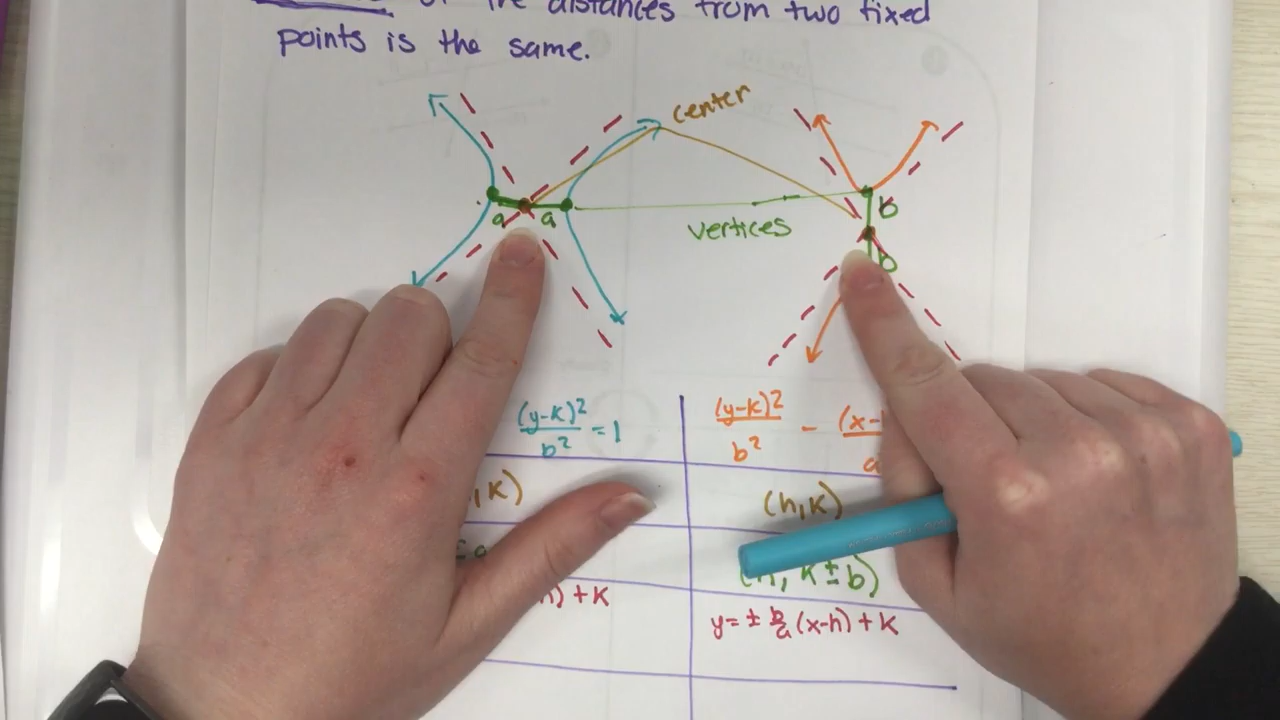 of the distances from two fixed
points is the same.
center
a a
vertices
b
b
(y-k)²/b² = 1
(y-k)²/b² - (x-
a
,k)
(h,k)
, k ± b)
) + k
y = ± b/a (x-h) + k